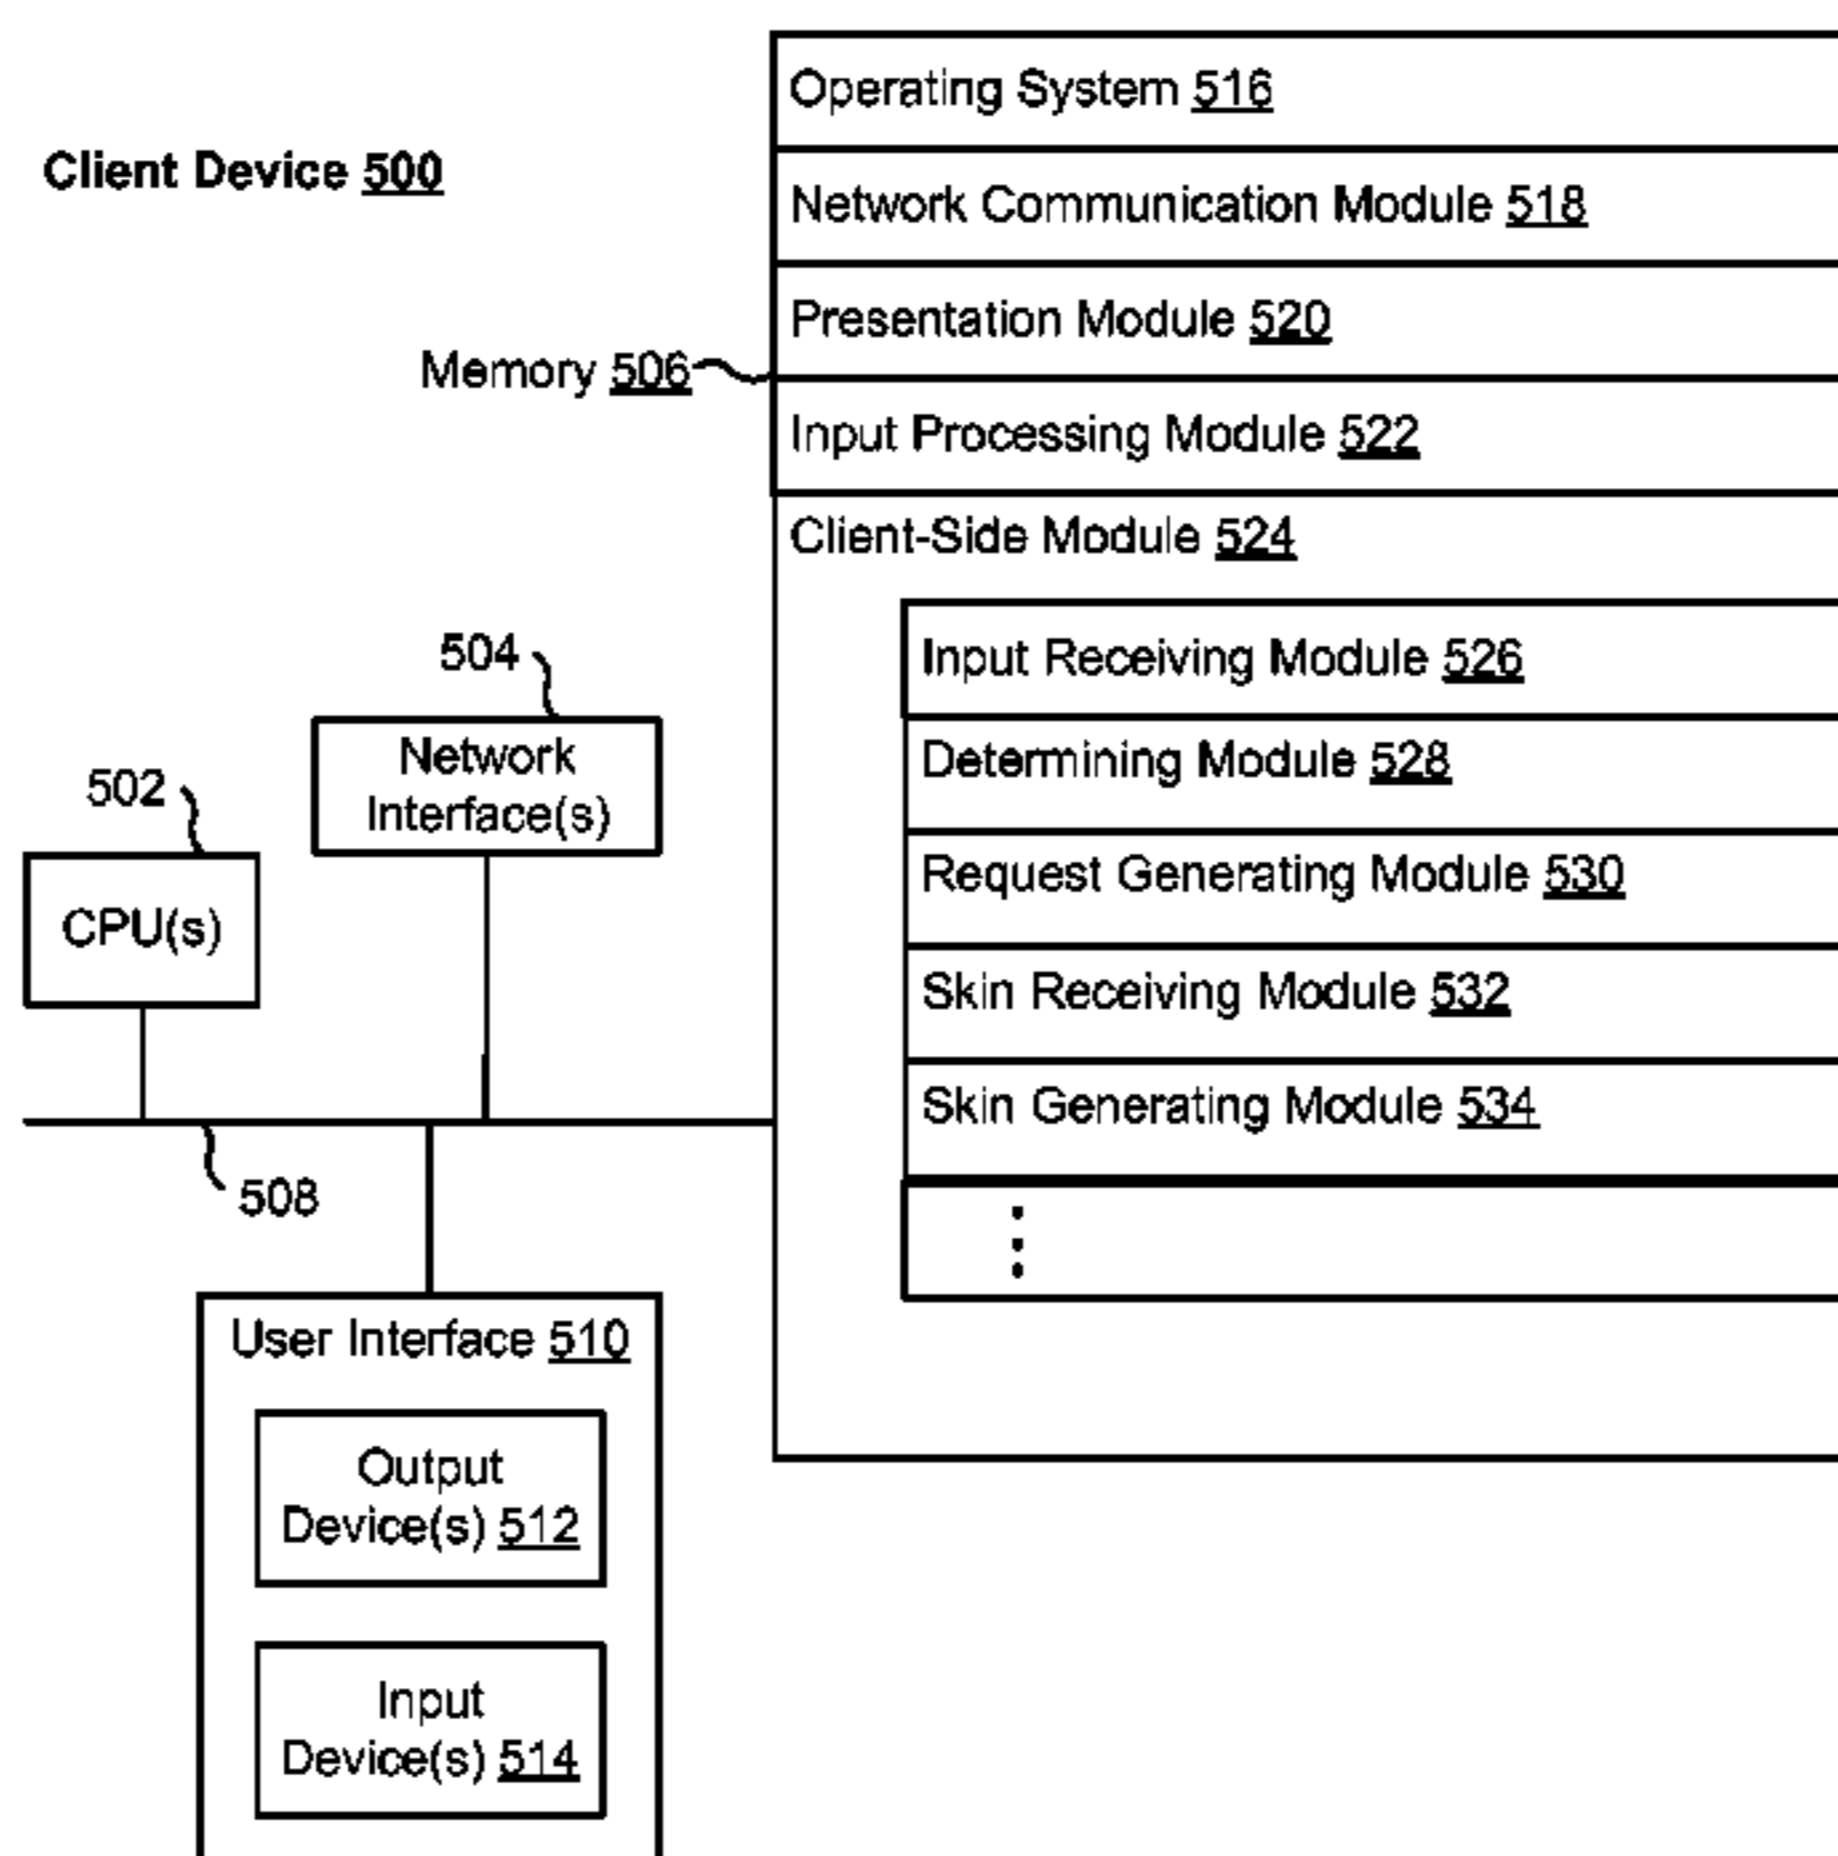 Client Device 500
Operating System 516
Network Communication Module 518
Presentation Module 520
Memory 506
Input Processing Module 522
Client-Side Module 524
Input Receiving Module 526
Determining Module 528
Request Generating Module 530
Skin Receiving Module 532
Skin Generating Module 534
504
Network
Interface(s)
502
CPU(s)
508
User Interface 510
Output
Device(s) 512
Input
Device(s) 514